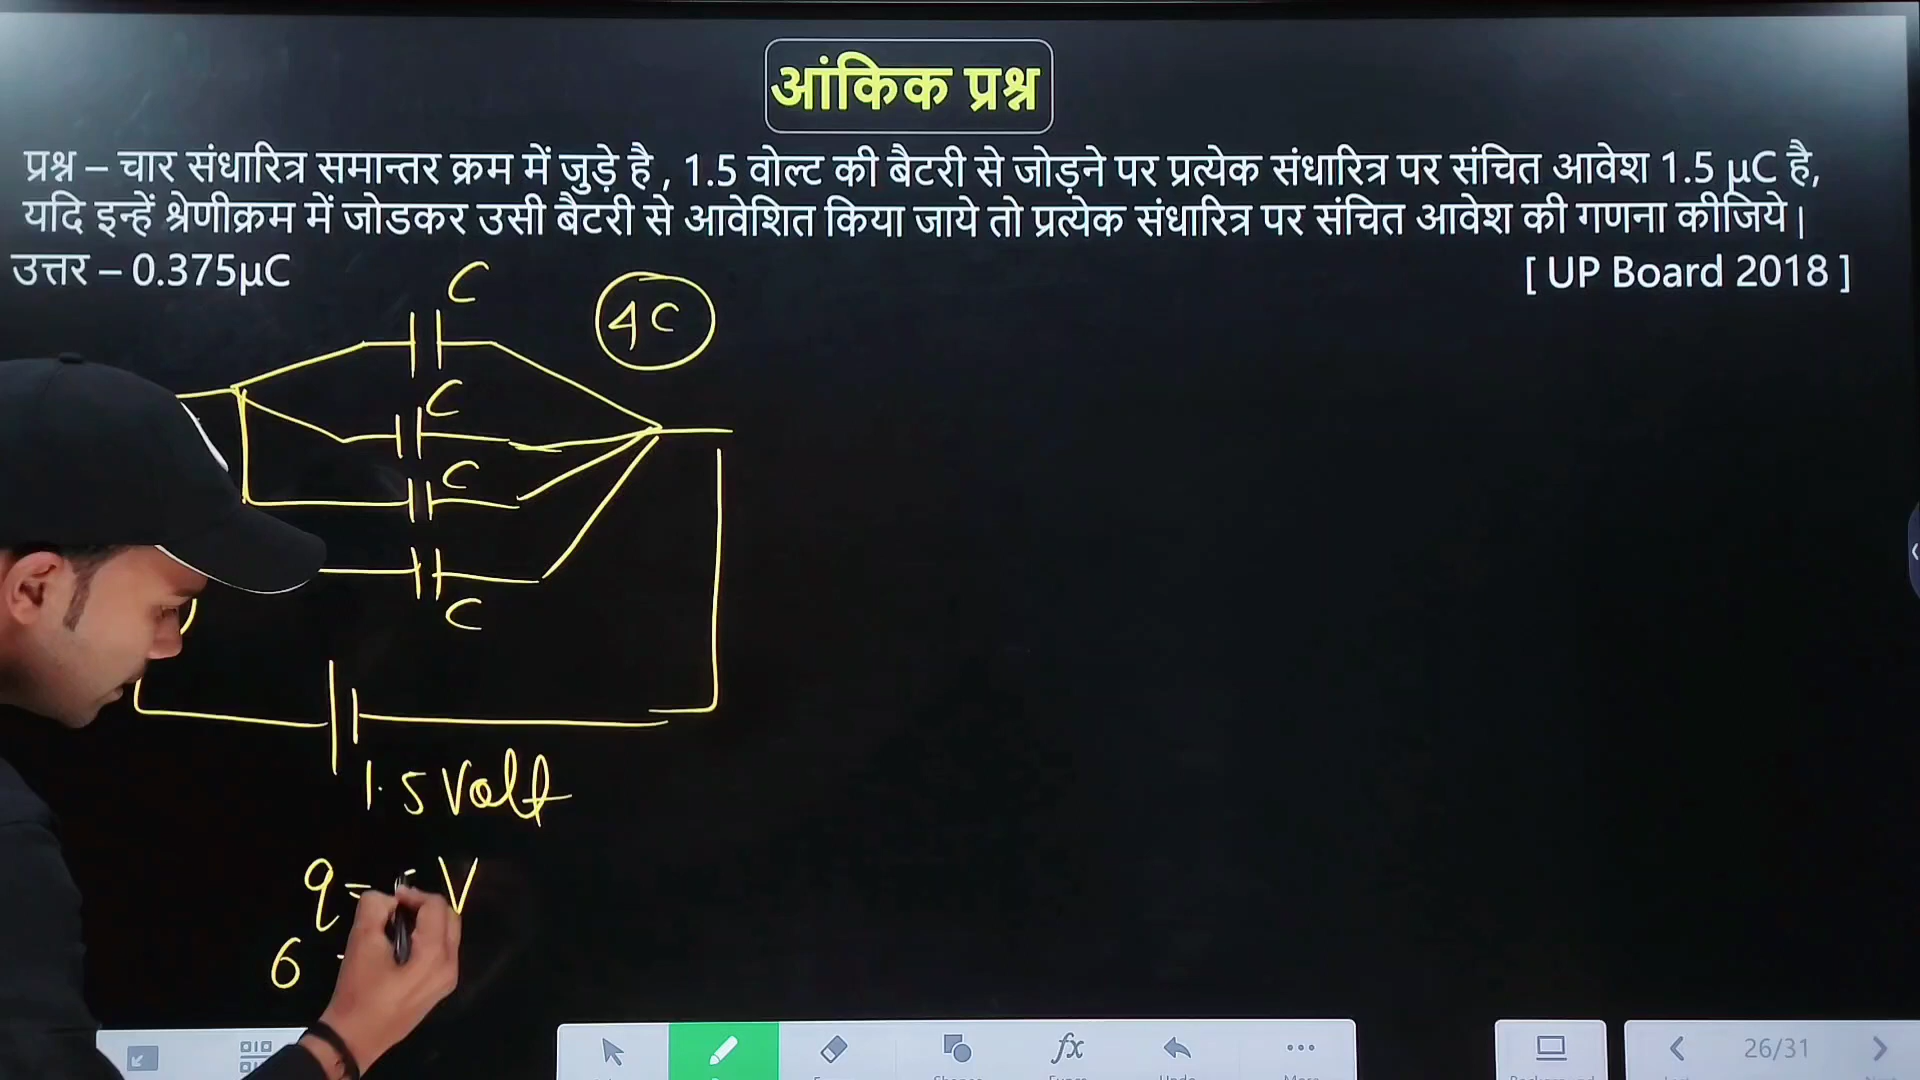 आंकिक प्रश्न
प्रश्न – चार संधारित्र समान्तर क्रम में जुड़े है , 1.5 वोल्ट की बैटरी से जोड़ने पर प्रत्येक संधारित्र पर संचित आवेश 1.5 µC है,
यदि इन्हें श्रेणीक्रम में जोडकर उसी बैटरी से आवेशित किया जाये तो प्रत्येक संधारित्र पर संचित आवेश की गणना कीजिये |
उत्तर – 0.375µC
[ UP Board 2018 ]
C
4C
C
C
C
1.5 Volt
q = V
6
fx
26/31